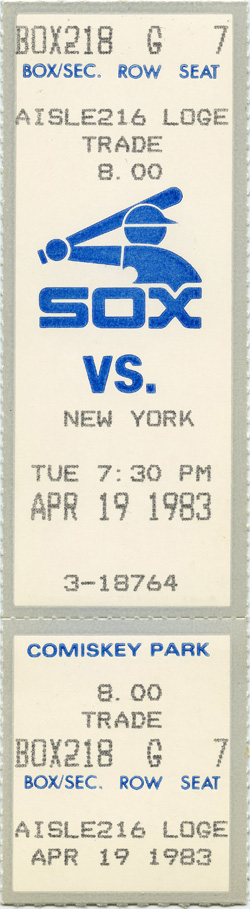 BOX218 G 7
BOX/SEC. ROW SEAT
AISLE216 LOGE
TRADE
8.00
SOX
VS.
NEW YORK
TUE 7:30 PM
APR 19 1983
3-18764
COMISKEY PARK
8.00
TRADE
BOX218 G 7
BOX/SEC. ROW SEAT
AISLE216 LOGE
APR 19 1983